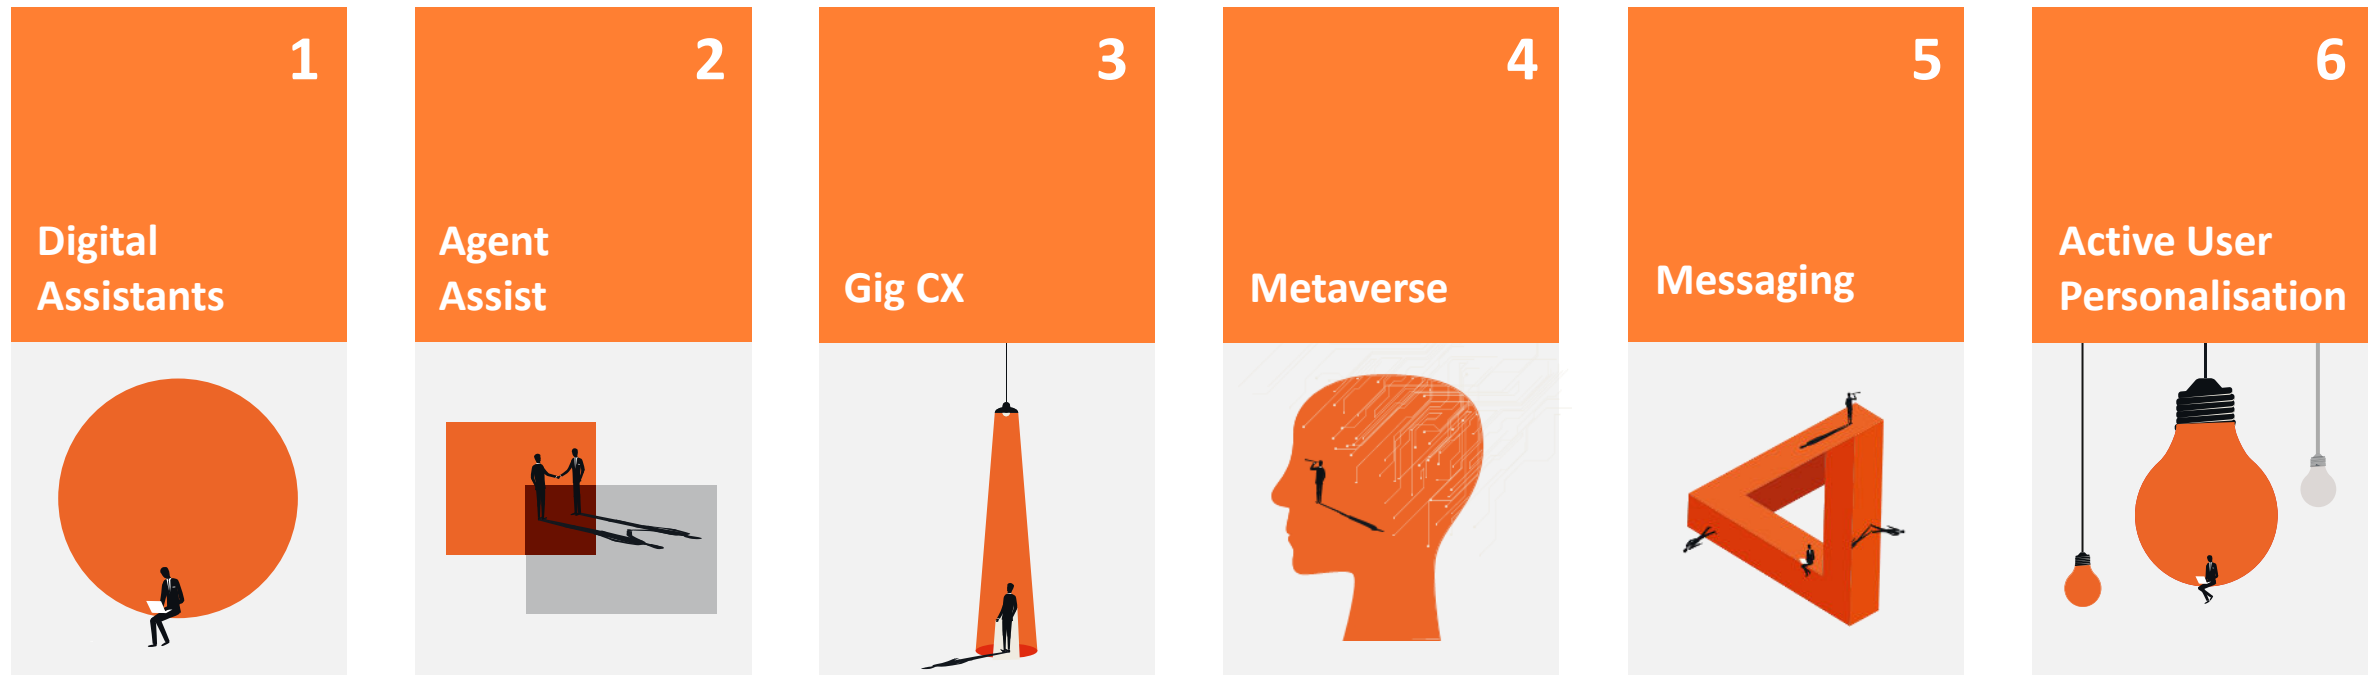 1
Digital
Assistants
2
Agent
Assist
3
Gig CX
4
Metaverse
5
Messaging
6
Active User
Personalisation